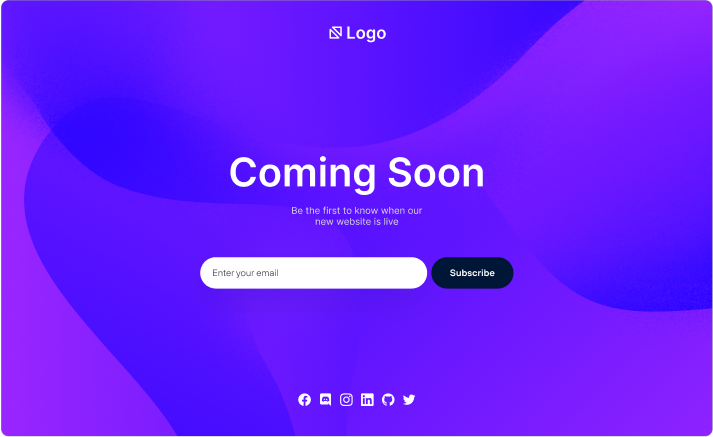 Logo
Coming Soon
Be the first to know when our
new website is live
Enter your email
Subscribe